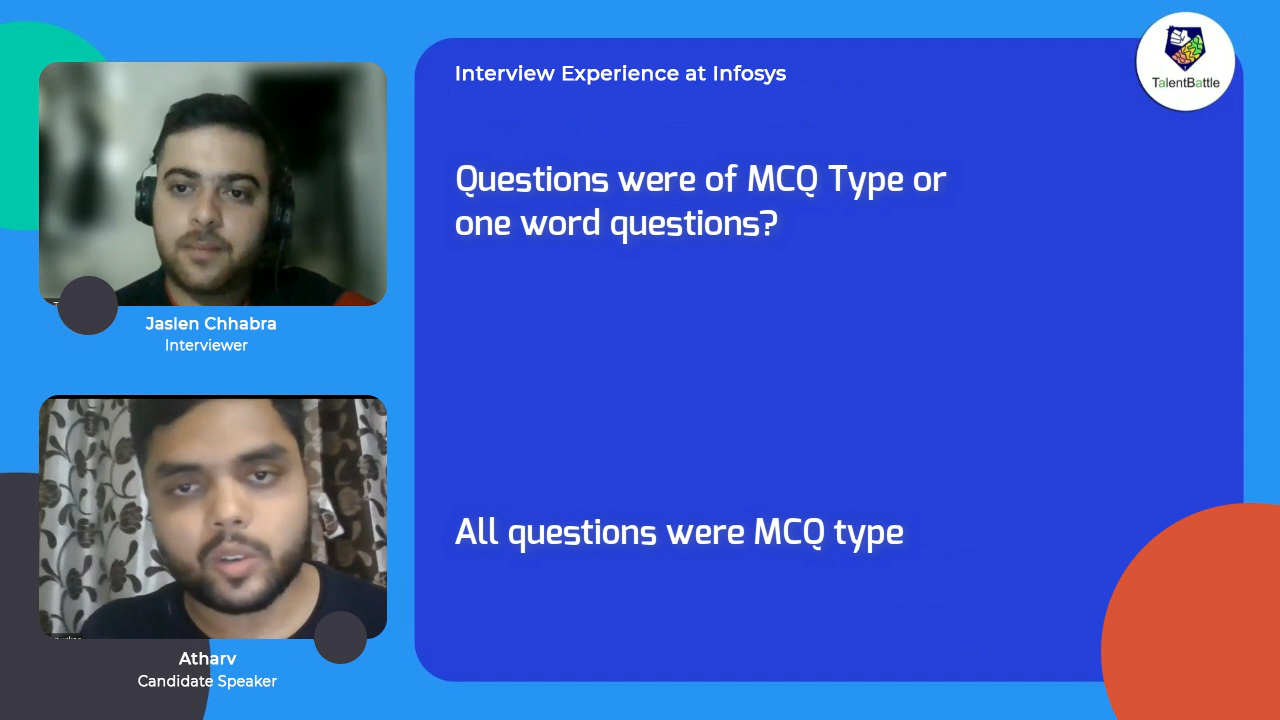 Interview Experience at Infosys
TalentBattle
Questions were of MCQ Type or
one word questions?
Jaslen Chhabra
Interviewer
All questions were MCQ type
Atharv
Candidate Speaker